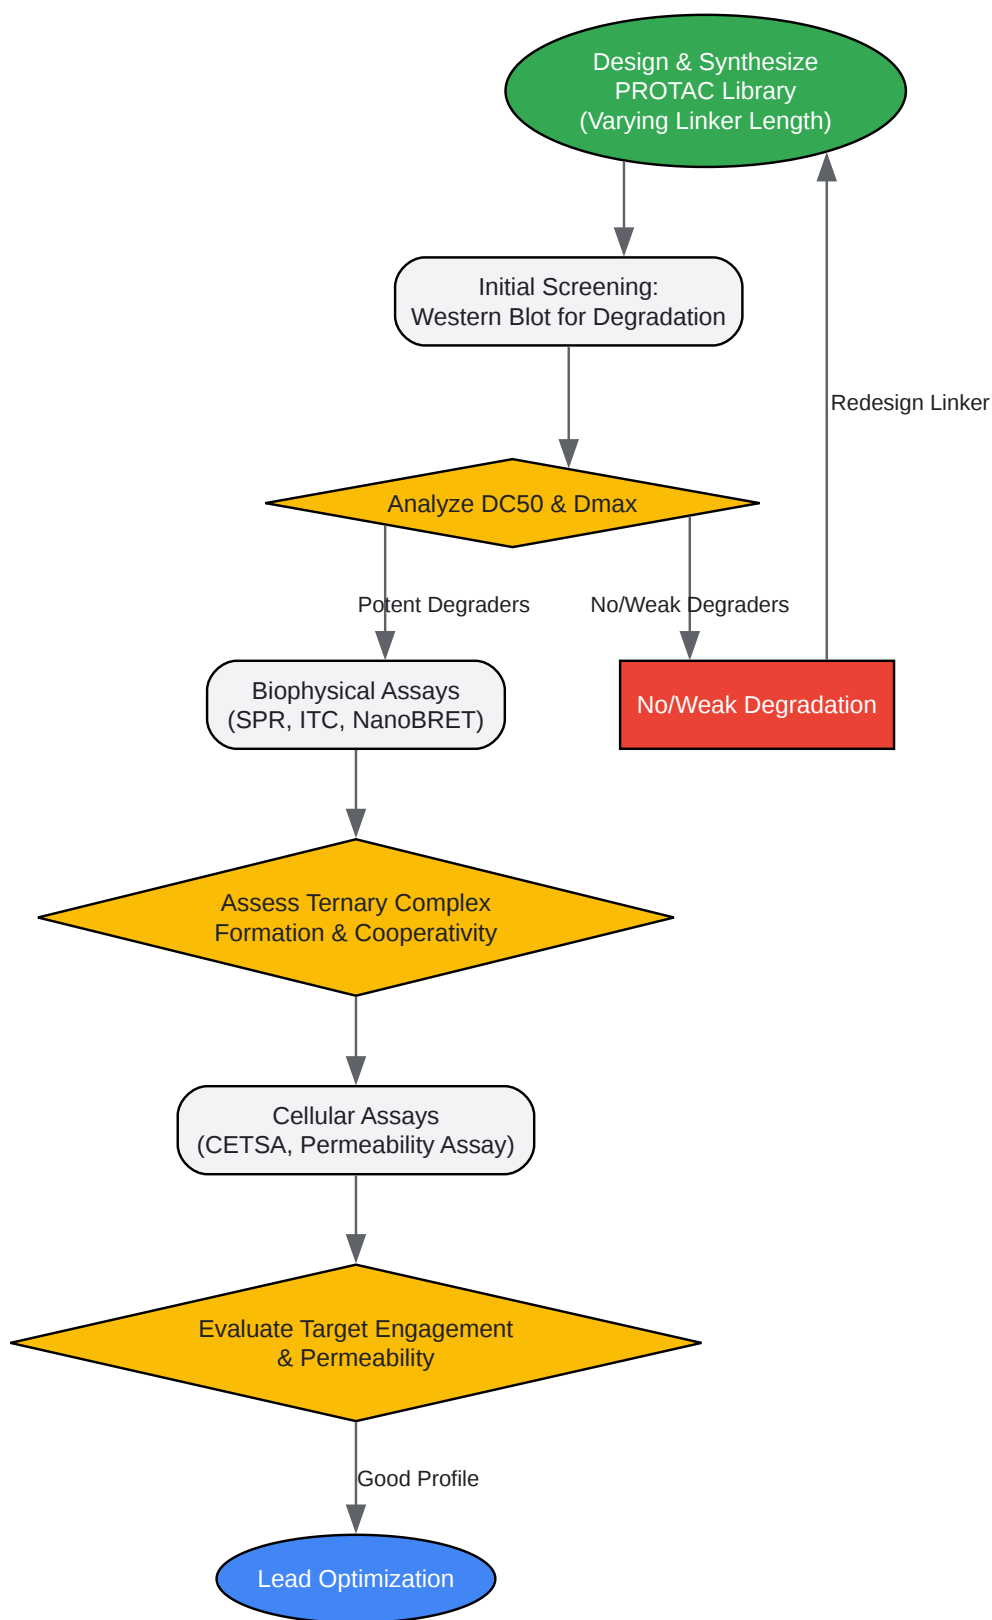 Design & Synthesize
PROTAC Library
(Varying Linker Length)
Initial Screening:
Western Blot for Degradation
Redesign Linker
Analyze DC50 & Dmax
Potent Degraders
No/Weak Degraders
Biophysical Assays
(SPR, ITC, NanoBRET)
No/Weak Degradation
Assess Ternary Complex
Formation & Cooperativity
Cellular Assays
(CETSA, Permeability Assay)
Evaluate Target Engagement
& Permeability
Good Profile
Lead Optimization